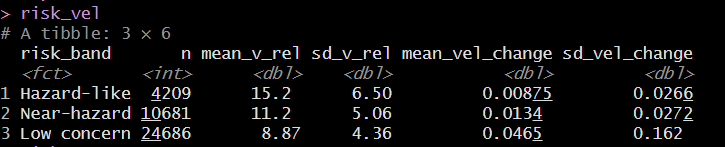 > risk_vel
# A tibble: 3 × 6
risk_band n mean_v_rel sd_v_rel mean_vel_change sd_vel_change
<fct> <int> <dbl> <dbl> <dbl> <dbl>
1 Hazard-like 4209 15.2 6.50 0.00875 0.0266
2 Near-hazard 10681 11.2 5.06 0.0134 0.0272
3 Low concern 24686 8.87 4.36 0.0465 0.162